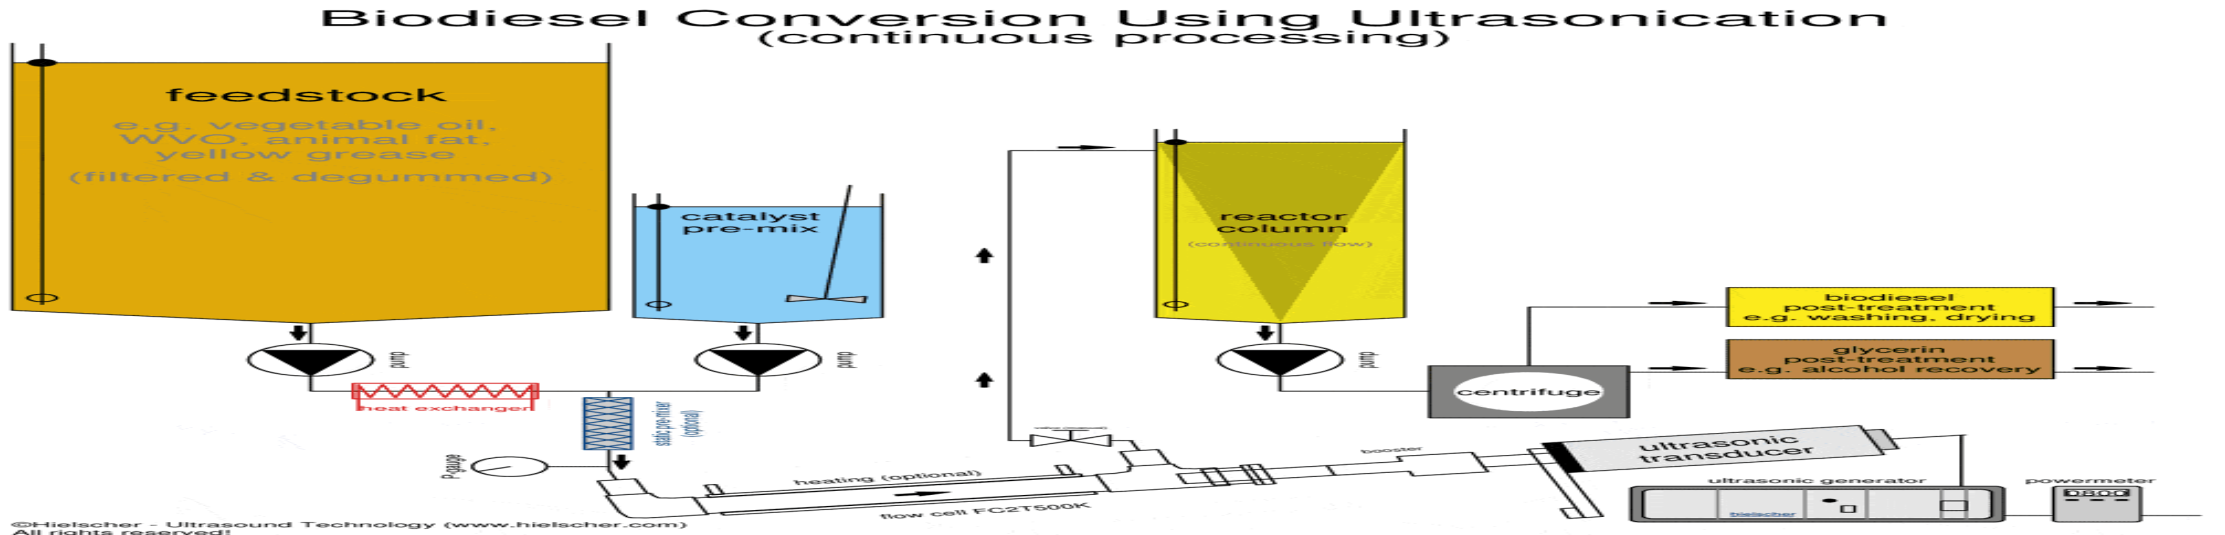 Biodiesel Conversion Using Ultrasonication
(continuous processing)
feedstock
e.g. vegetable oil,
WVO, animal fat,
yellow grease
(filtered & degummed)
catalyst
pre-mix
reactor
column
(continuous flow)
pump
pump
pump
heat exchanger
static pre-mixer
(optional)
P-gauge
centrifuge
biodiesel
post-treatment
e.g. washing, drying
glycerin
post-treatment
e.g. alcohol recovery
heating (optional)
flow cell FC2T500K
booster
ultrasonic
transducer
ultrasonic generator
hielscher
powermeter
©Hielscher - Ultrasound Technology (www.hielscher.com)
All rights reserved!